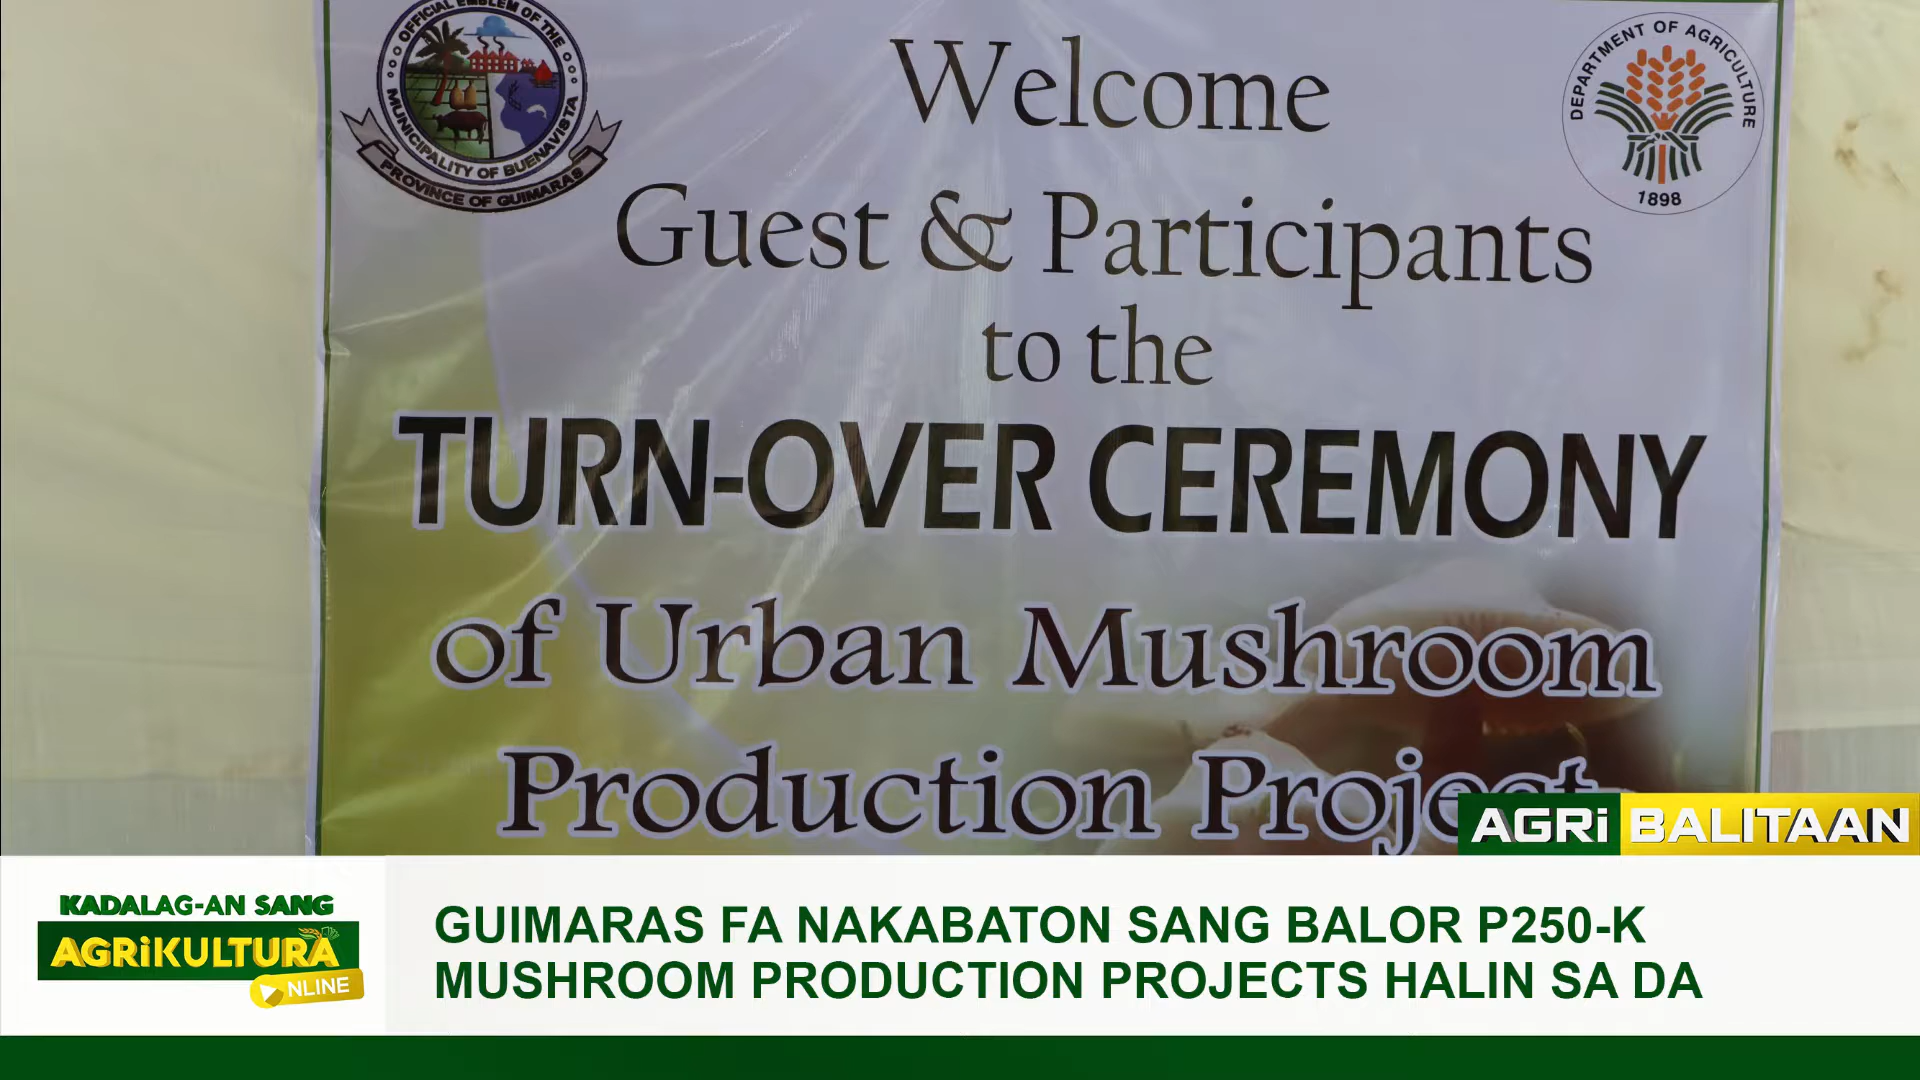 OFFICIAL EMBLEM OF THE
MUNICIPALITY OF BUENAVISTA
PROVINCE OF GUIMARAS
DEPARTMENT OF AGRICULTURE
1898
Welcome
Guest & Participants
to the
TURN-OVER CEREMONY
of Urban Mushroom
Production Project
AGRi BALITAAN
KADALAG-AN SANG
AGRiKULTURA
NLINE
GUIMARAS FA NAKABATON SANG BALOR P250-K
MUSHROOM PRODUCTION PROJECTS HALIN SA DA